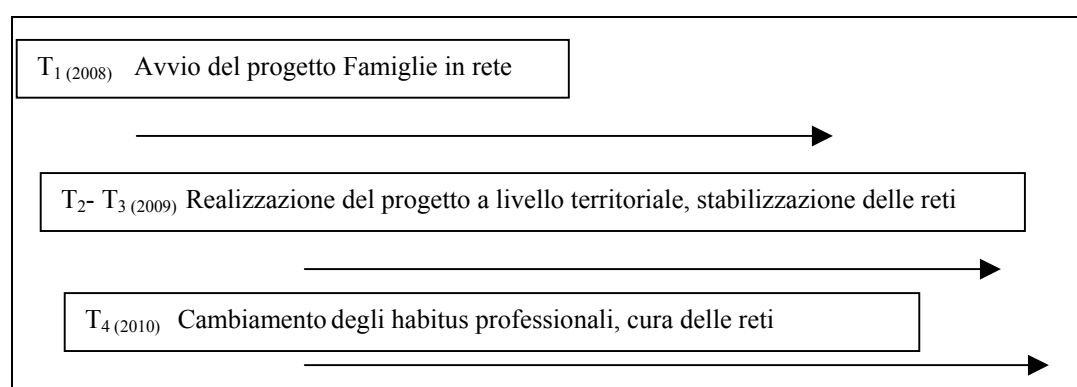 T1 (2008) Avvio del progetto Famiglie in rete
T2- T3 (2009) Realizzazione del progetto a livello territoriale, stabilizzazione delle reti
T4 (2010) Cambiamento degli habitus professionali, cura delle reti